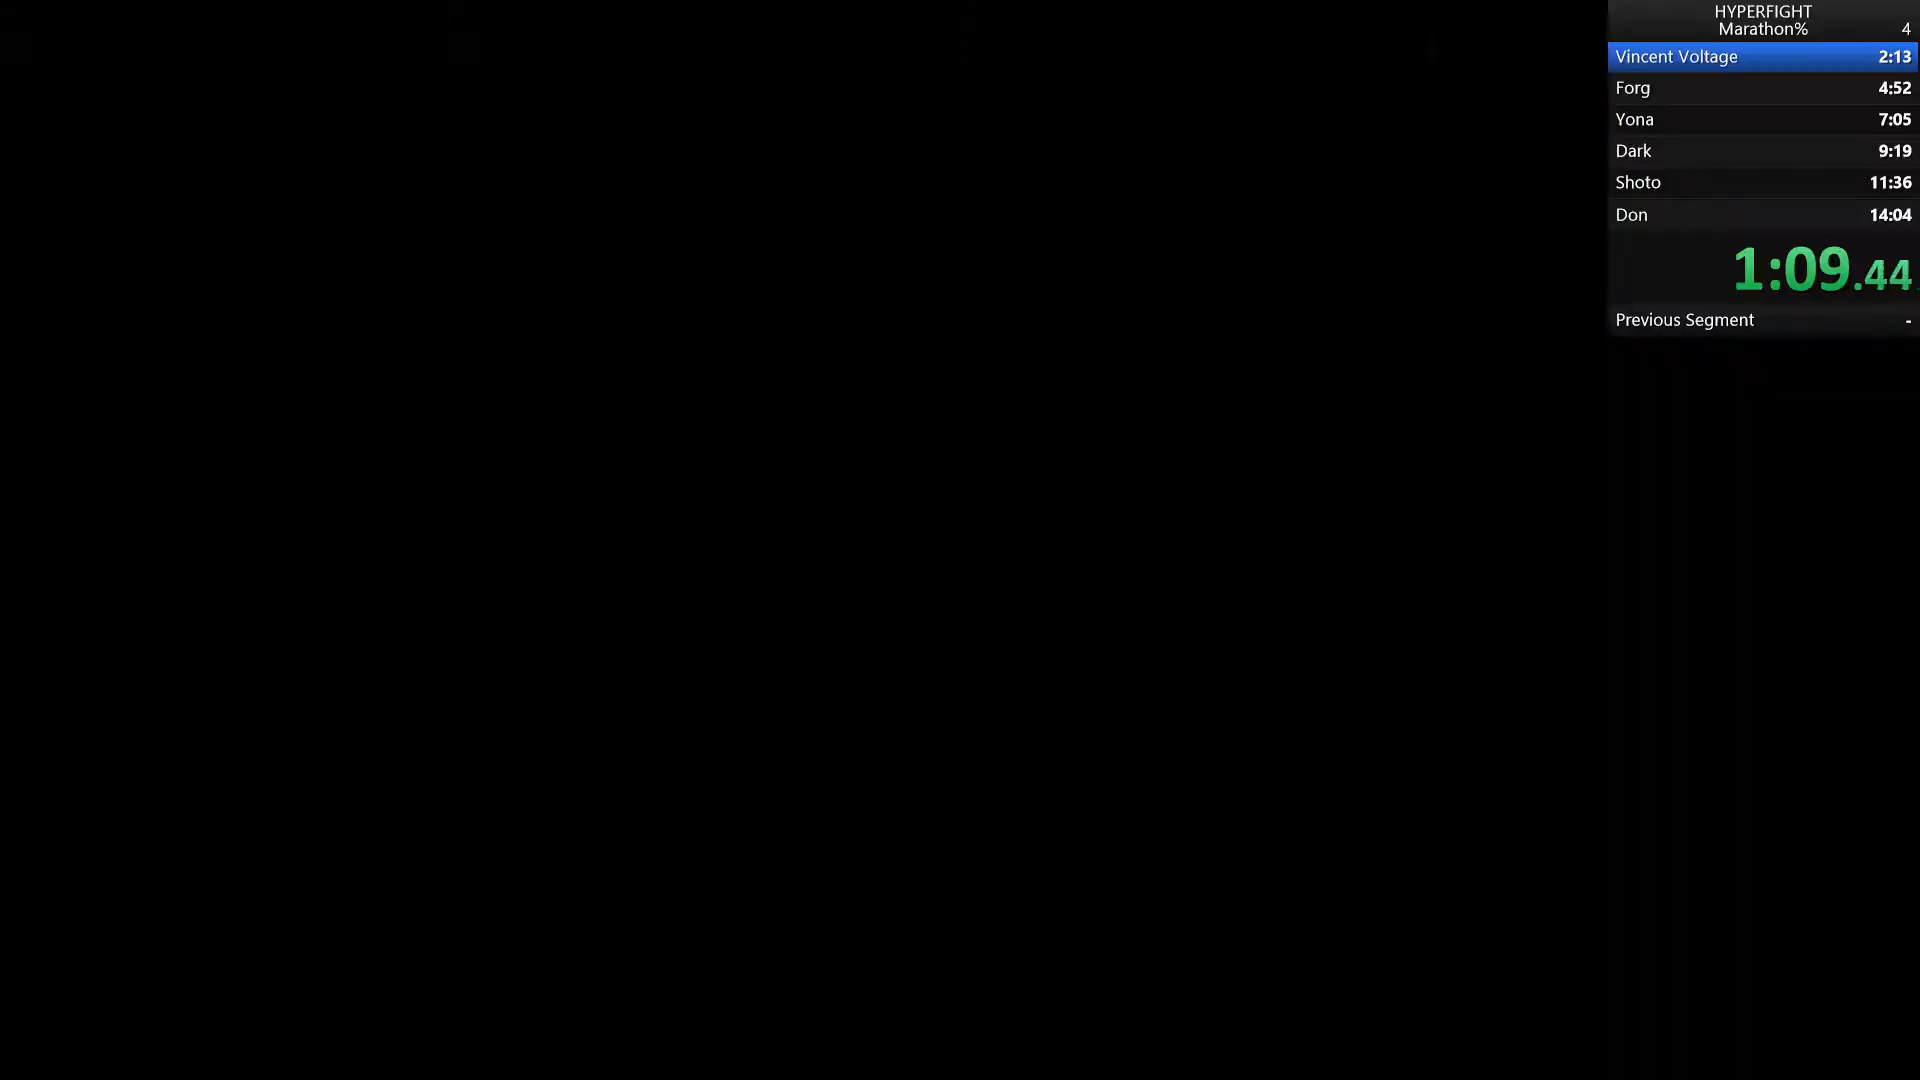 HYPERFIGHT
Marathon% 4
Vincent Voltage 2:13
Forg 4:52
Yona 7:05
Dark 9:19
Shoto 11:36
Don 14:04
1:09.44
Previous Segment -